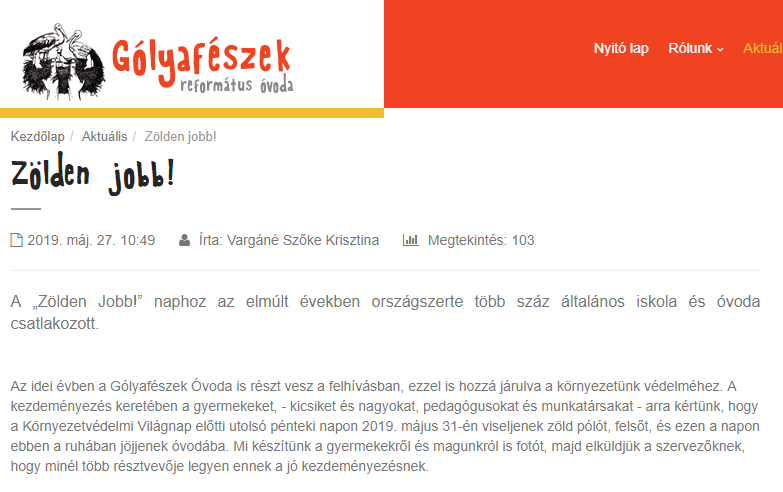 Gólyafészek
református óvoda
Nyitó lap Rólunk Aktuál
Kezdőlap / Aktuális / Zölden jobb!
Zölden jobb!
2019. máj. 27. 10:49 Írta: Vargáné Szőke Krisztina Megtekintés: 103
A „Zölden Jobb!” naphoz az elmúlt években országszerte több száz általános iskola és óvoda
csatlakozott.
Az idei évben a Gólyafészek Óvoda is részt vesz a felhívásban, ezzel is hozzá járulva a környezetünk védelméhez. A
kezdeményezés keretében a gyermekeket, - kicsiket és nagyokat, pedagógusokat és munkatársakat - arra kértünk, hogy
a Környezetvédelmi Világnap előtti utolsó pénteki napon 2019. május 31-én viseljenek zöld pólót, felsőt, és ezen a napon
ebben a ruhában jöjjenek óvodába. Mi készítünk a gyermekekről és magunkról is fotót, majd elküldjük a szervezőknek,
hogy minél több résztvevője legyen ennek a jó kezdeményezésnek.